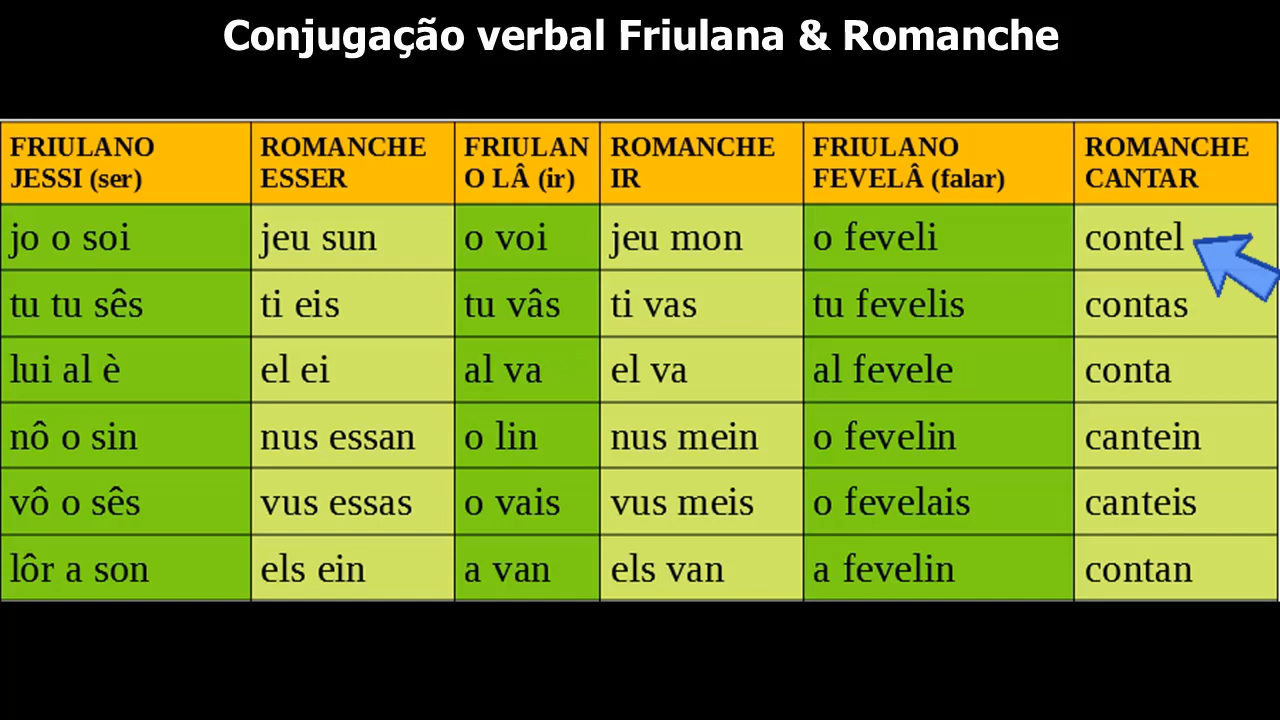 Conjugação verbal Friulana & Romanche
FRIULANO JESSI (ser) ROMANCHE ESSER FRIULAN O LÂ (ir) ROMANCHE IR FRIULANO FEVELÂ (falar) ROMANCHE CANTAR
jo o soi jeu sun o voi jeu mon o feveli contel
tu tu sês ti eis tu vâs ti vas tu fevelis contas
lui al è el ei al va el va al fevele conta
nô o sin nus essan o lin nus mein o fevelin cantein
vô o sês vus essas o vais vus meis o fevelais canteis
lôr a son els ein a van els van a fevelin contan